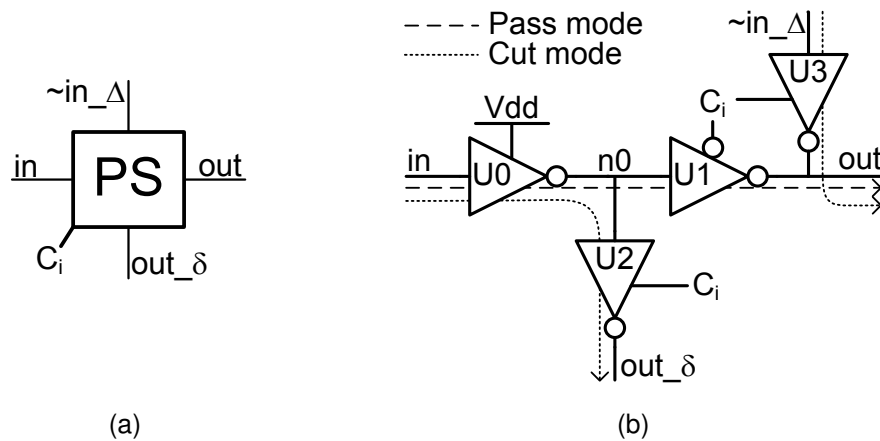 ~in_Δ
in
PS
out
Ci
out_δ
(a)
Pass mode
Cut mode
~in_Δ
U3
Vdd
Ci
in
U0
n0
U1
out
U2
Ci
out_δ
(b)